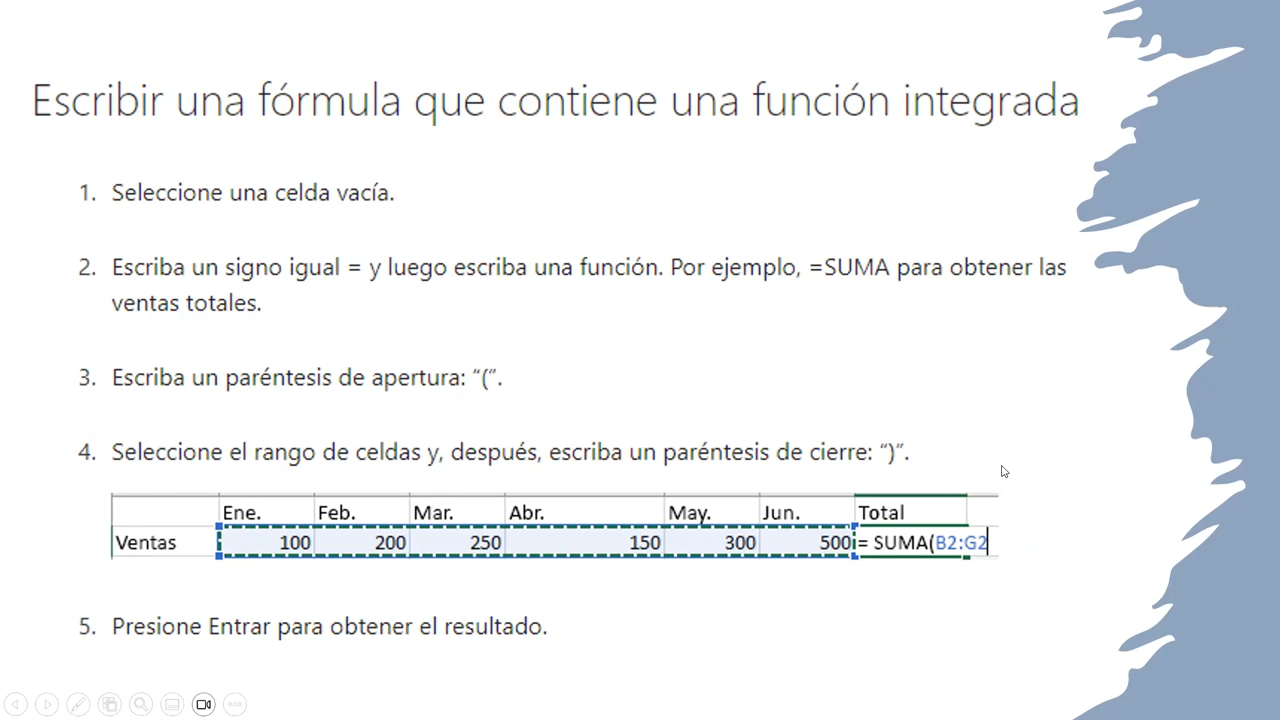 Escribir una fórmula que contiene una función integrada
1. Seleccione una celda vacía.
2. Escriba un signo igual = y luego escriba una función. Por ejemplo, =SUMA para obtener las
ventas totales.
3. Escriba un paréntesis de apertura: “(”.
4. Seleccione el rango de celdas y, después, escriba un paréntesis de cierre: “)”.
Ene. Feb. Mar. Abr. May. Jun. Total
Ventas 100 200 250 150 300 500 = SUMA(B2:G2
5. Presione Entrar para obtener el resultado.